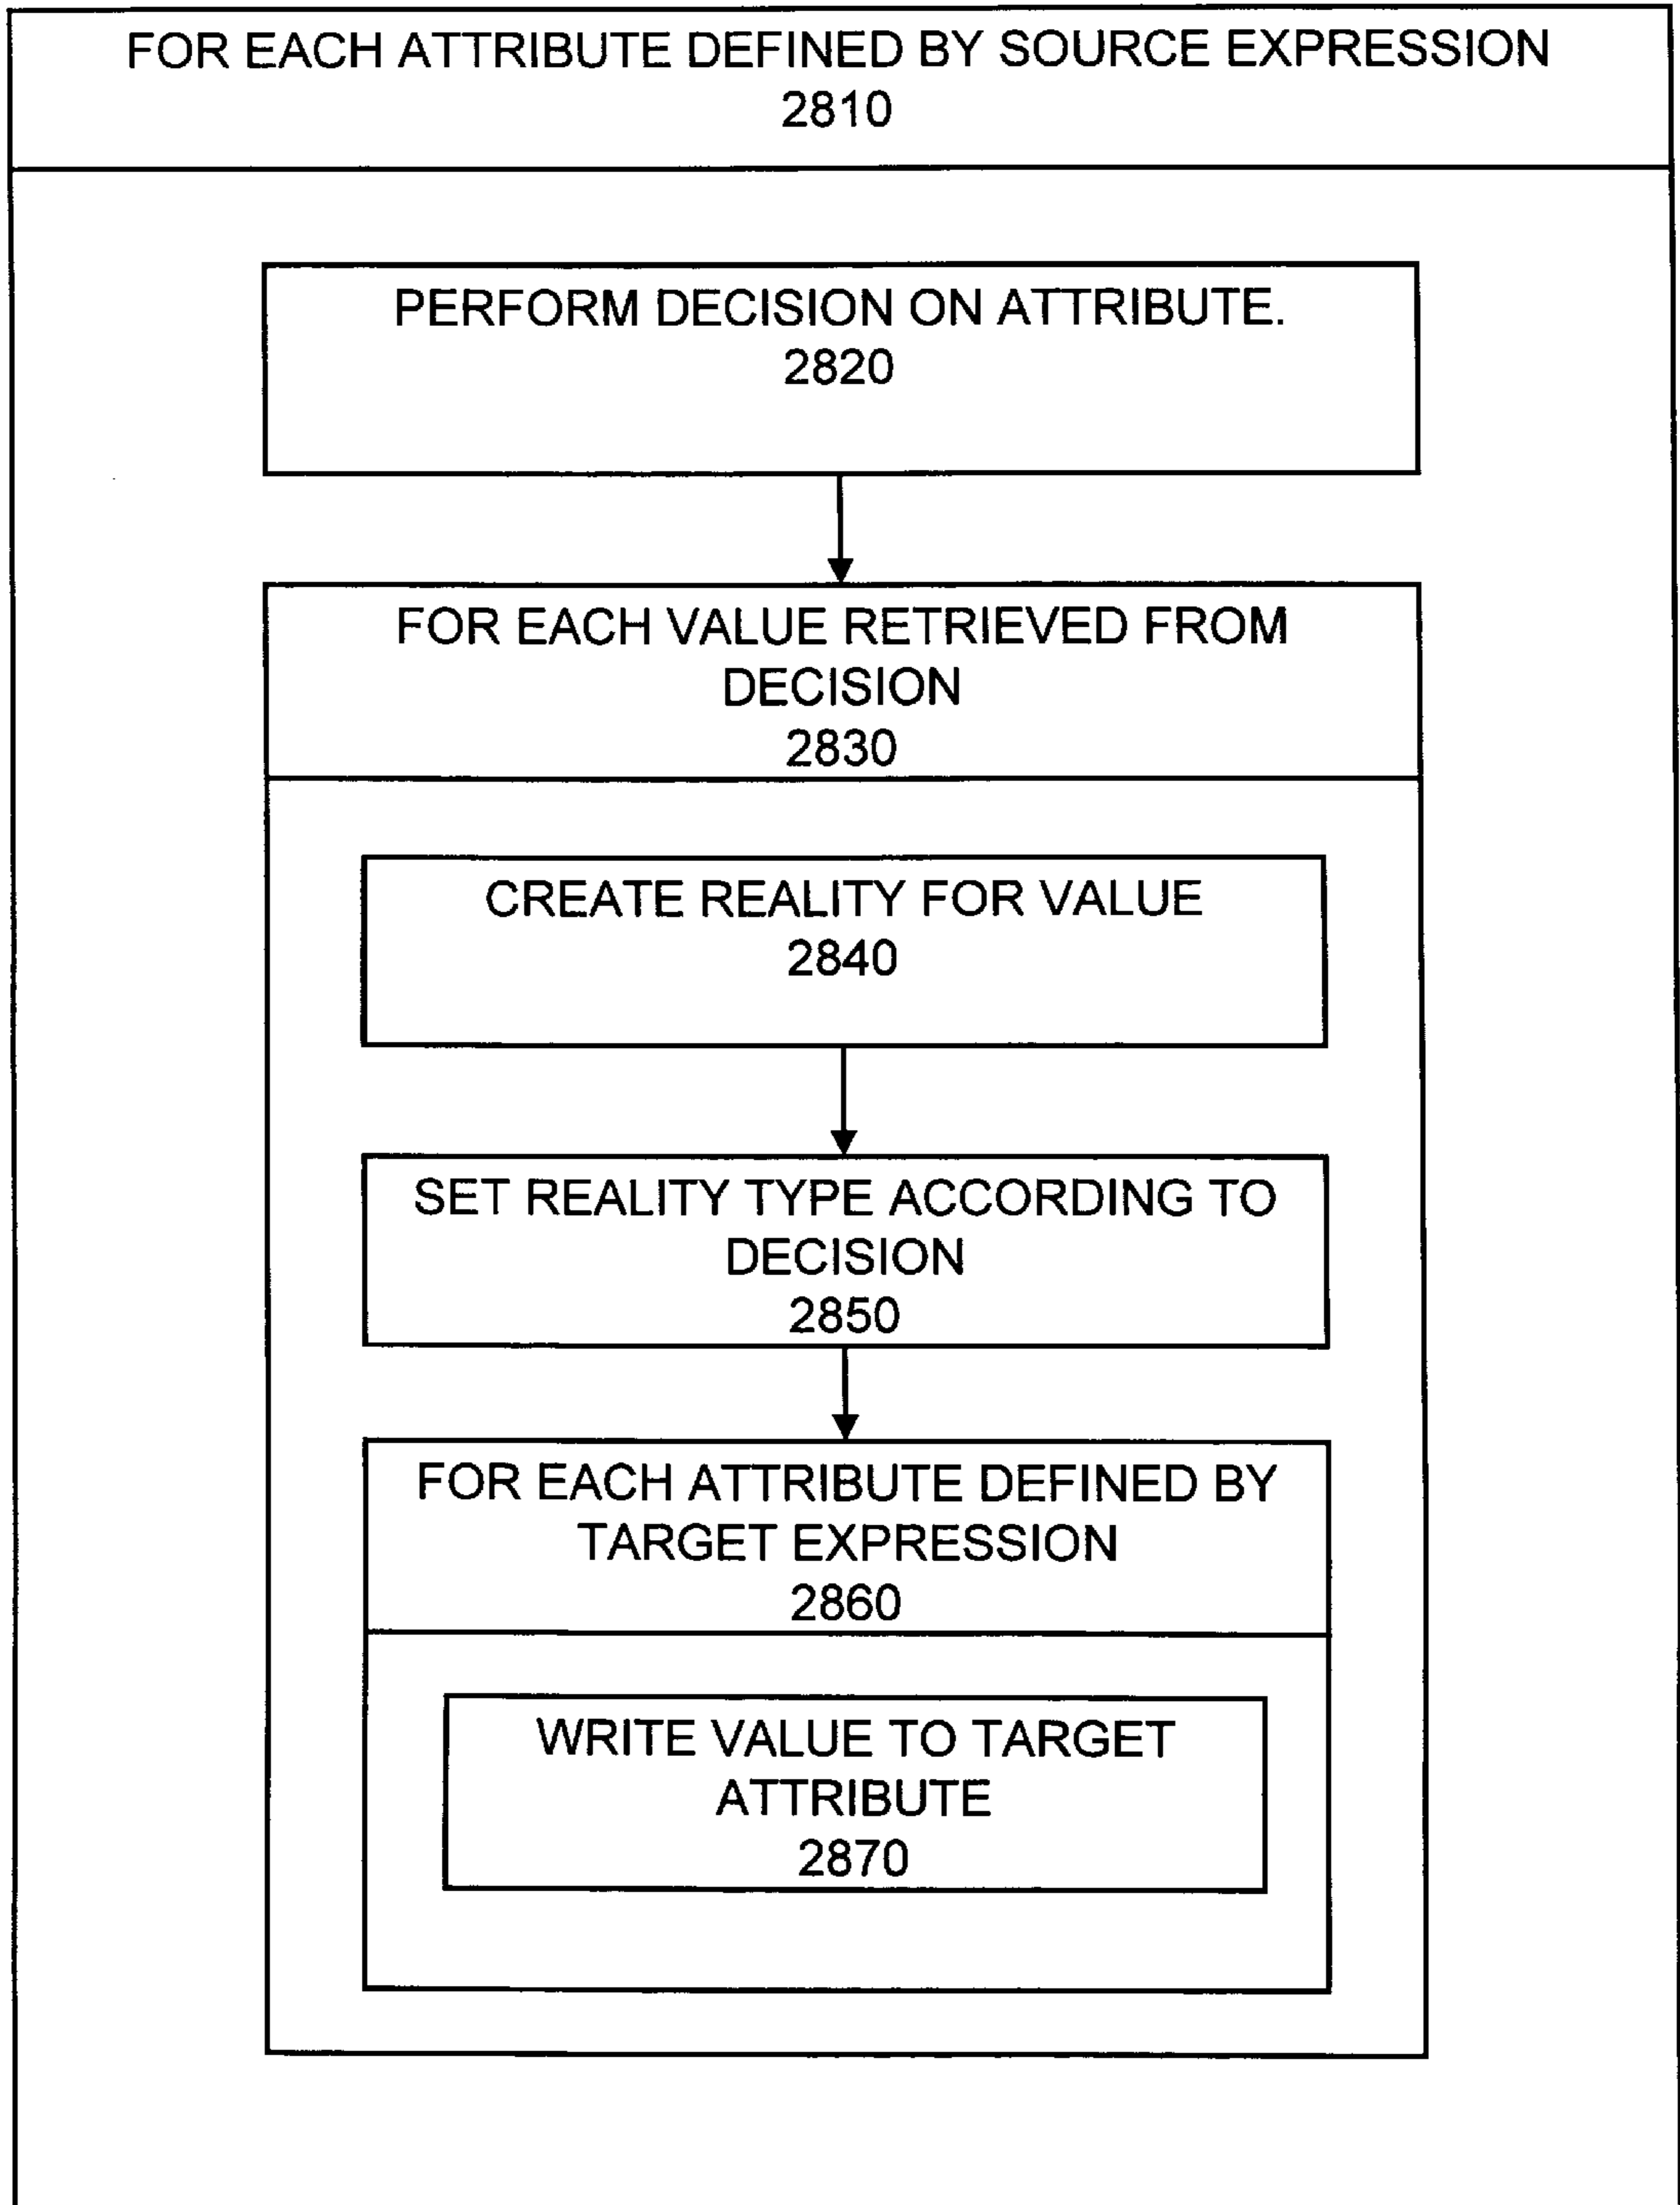 FOR EACH ATTRIBUTE DEFINED BY SOURCE EXPRESSION
2810
PERFORM DECISION ON ATTRIBUTE.
2820
FOR EACH VALUE RETRIEVED FROM
DECISION
2830
CREATE REALITY FOR VALUE
2840
SET REALITY TYPE ACCORDING TO
DECISION
2850
FOR EACH ATTRIBUTE DEFINED BY
TARGET EXPRESSION
2860
WRITE VALUE TO TARGET
ATTRIBUTE
2870